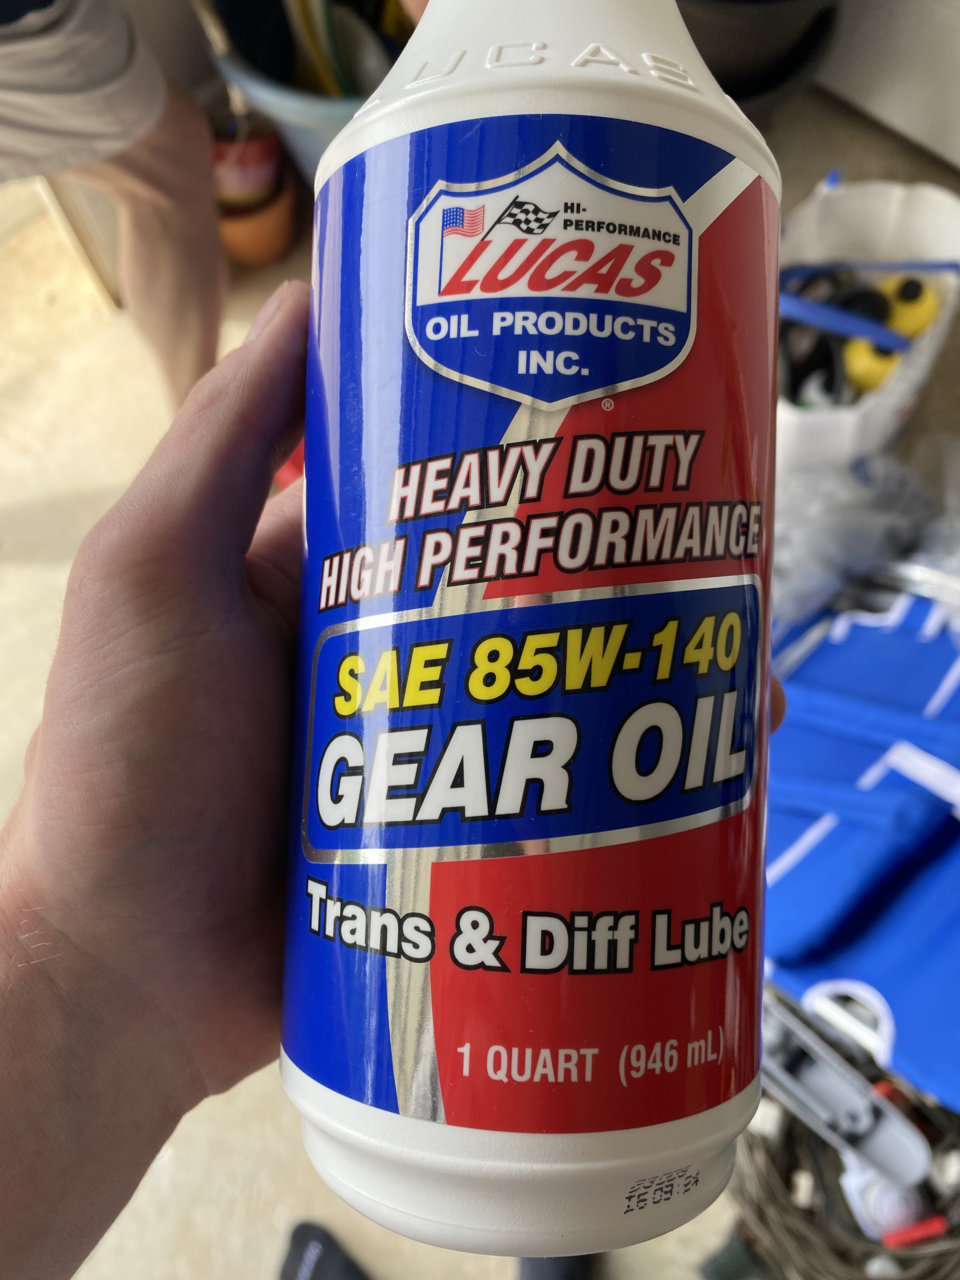 LUCAS
HI-
PERFORMANCE
LUCAS
OIL PRODUCTS
INC.
®
HEAVY DUTY
HIGH PERFORMANCE
SAE 85W-140
GEAR OIL
Trans & Diff Lube
1 QUART (946 mL)